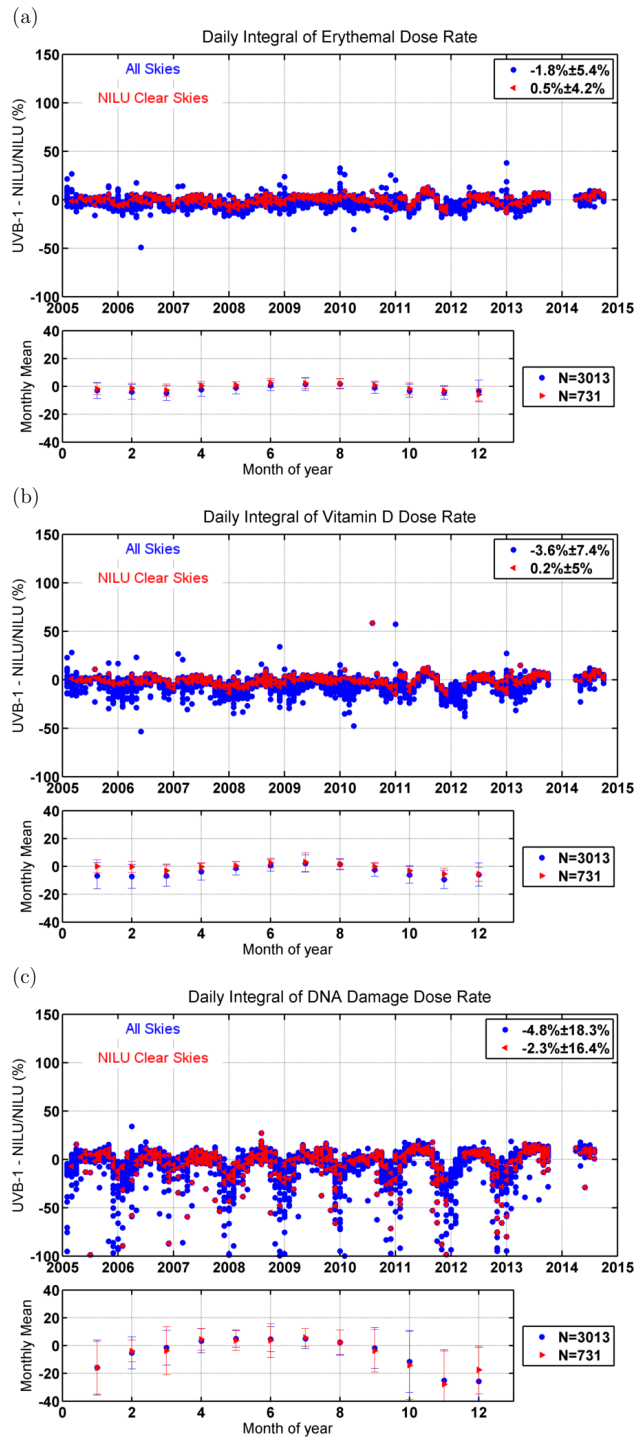 (a)
Daily Integral of Erythemal Dose Rate
150
100
50
0
-50
-100
UVB-1 - NILU/NILU (%)
All Skies
NILU Clear Skies
-1.8%±5.4%
0.5%±4.2%
2005 2006 2007 2008 2009 2010 2011 2012 2013 2014 2015
40
20
0
-20
-40
Monthly Mean
N=3013
N=731
0 2 4 6 8 10 12
Month of year
(b)
Daily Integral of Vitamin D Dose Rate
150
100
50
0
-50
-100
UVB-1 - NILU/NILU (%)
All Skies
NILU Clear Skies
-3.6%±7.4%
0.2%±5%
2005 2006 2007 2008 2009 2010 2011 2012 2013 2014 2015
40
20
0
-20
-40
Monthly Mean
N=3013
N=731
0 2 4 6 8 10 12
Month of year
(c)
Daily Integral of DNA Damage Dose Rate
150
100
50
0
-50
-100
UVB-1 - NILU/NILU (%)
All Skies
NILU Clear Skies
-4.8%±18.3%
-2.3%±16.4%
2005 2006 2007 2008 2009 2010 2011 2012 2013 2014 2015
40
20
0
-20
-40
Monthly Mean
N=3013
N=731
0 2 4 6 8 10 12
Month of year